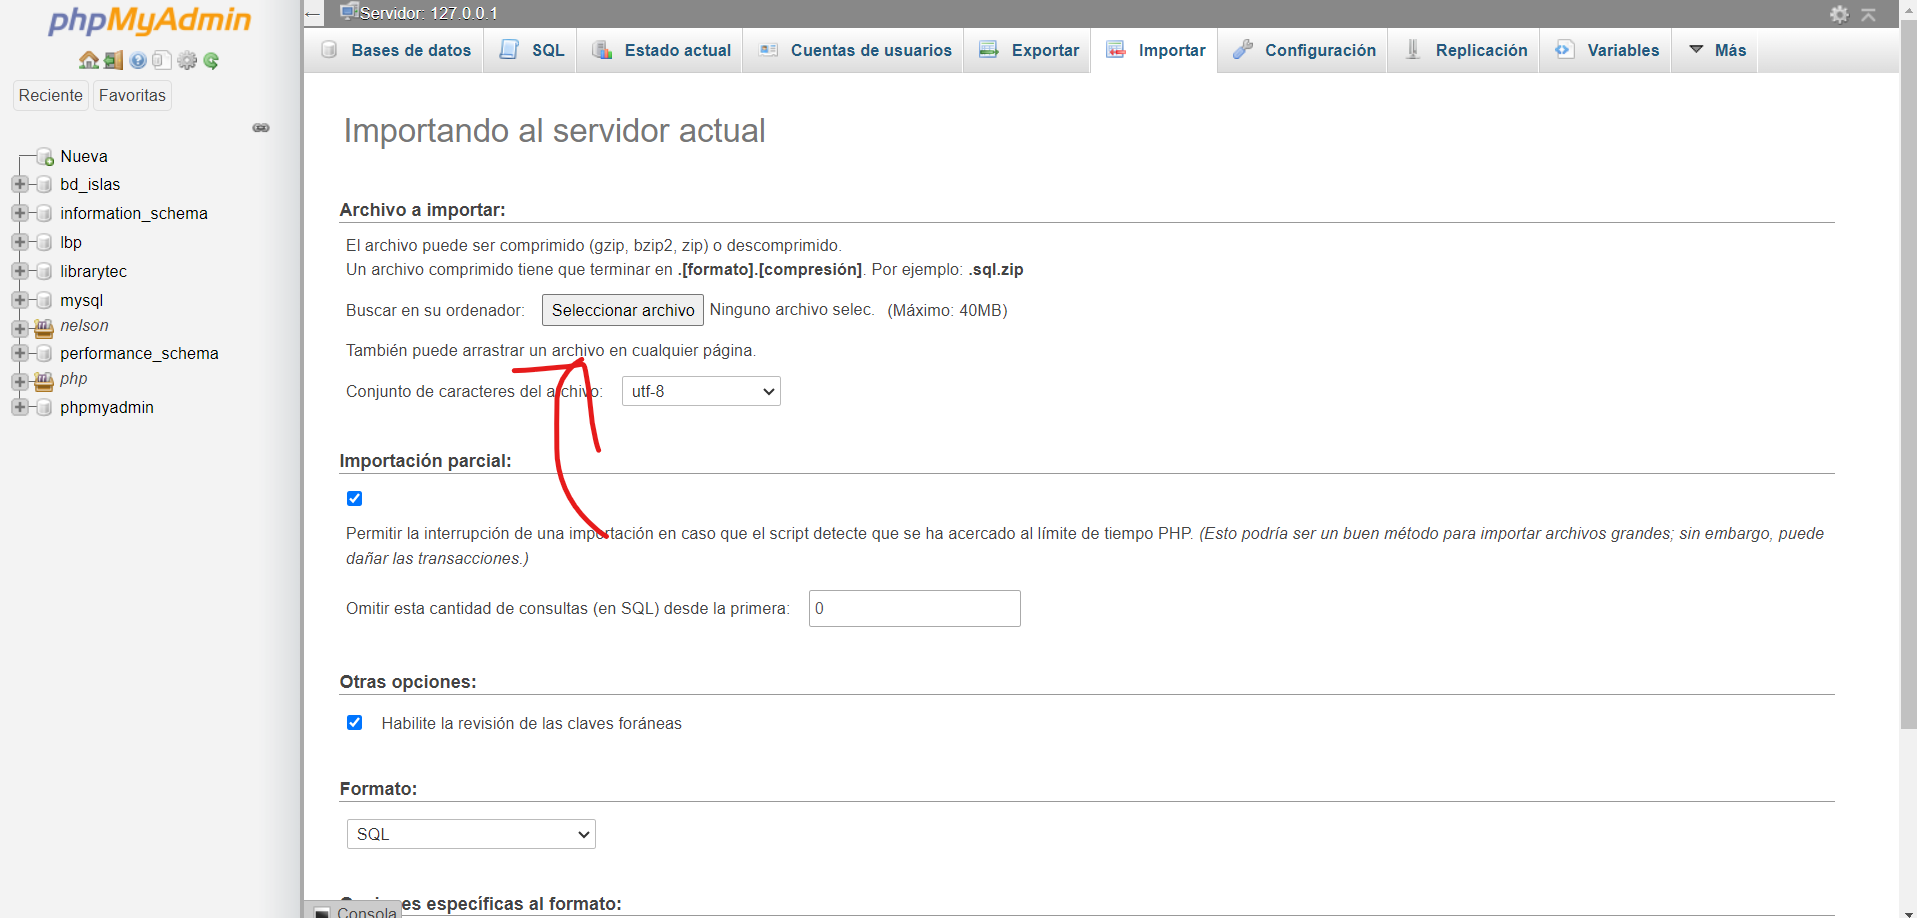 phpMyAdmin
Reciente Favoritas
Nueva
bd_islas
information_schema
lbp
librarytec
mysql
nelson
performance_schema
php
phpmyadmin
Servidor: 127.0.0.1
Bases de datos SQL Estado actual Cuentas de usuarios Exportar Importar Configuración Replicación Variables Más
Importando al servidor actual
Archivo a importar:
El archivo puede ser comprimido (gzip, bzip2, zip) o descomprimido.
Un archivo comprimido tiene que terminar en .[formato].[compresión]. Por ejemplo: .sql.zip
Buscar en su ordenador: Seleccionar archivo Ninguno archivo selec. (Máximo: 40MB)
También puede arrastrar un archivo en cualquier página.
Conjunto de caracteres del archivo: utf-8
Importación parcial:
Permitir la interrupción de una importación en caso que el script detecte que se ha acercado al límite de tiempo PHP. (Esto podría ser un buen método para importar archivos grandes; sin embargo, puede
dañar las transacciones.)
Omitir esta cantidad de consultas (en SQL) desde la primera: 0
Otras opciones:
Habilite la revisión de las claves foráneas
Formato:
SQL
es específicas al formato:
Consola